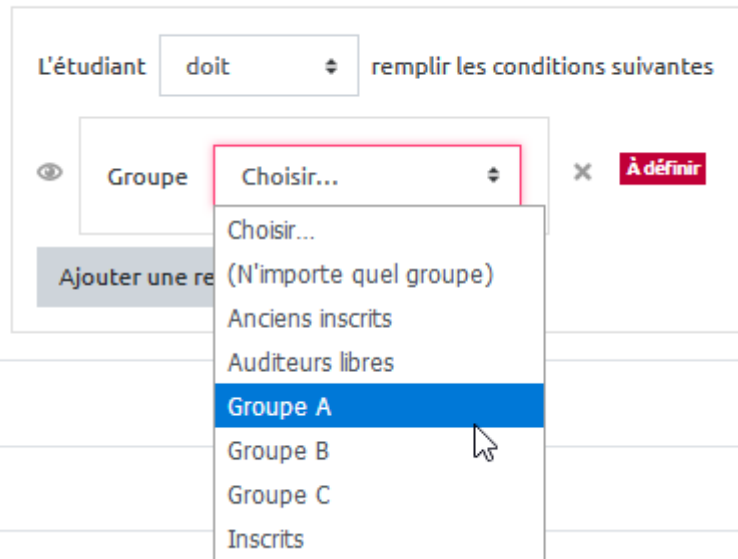 L'étudiant doit remplir les conditions suivantes
Groupe Choisir... À définir
Choisir...
Ajouter une re (N'importe quel groupe)
Anciens inscrits
Auditeurs libres
Groupe A
Groupe B
Groupe C
Inscrits